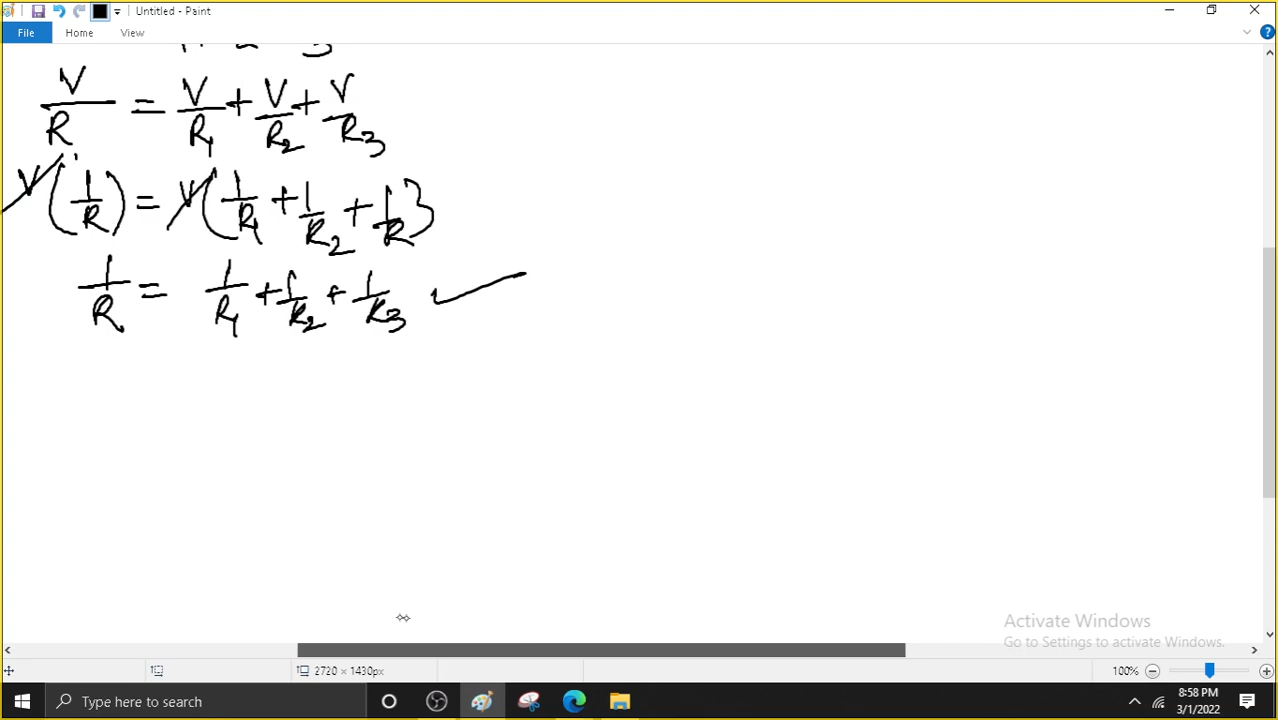 Untitled - Paint
File Home View
V/R = V/R1 + V/R2 + V/R3
V(1/R) = V(1/R1 + 1/R2 + 1/R}
1/R = 1/R1 + 1/R2 + 1/R3
Activate Windows
Go to Settings to activate Windows.
2720 × 1430px
100%
Type here to search
8:58 PM
3/1/2022